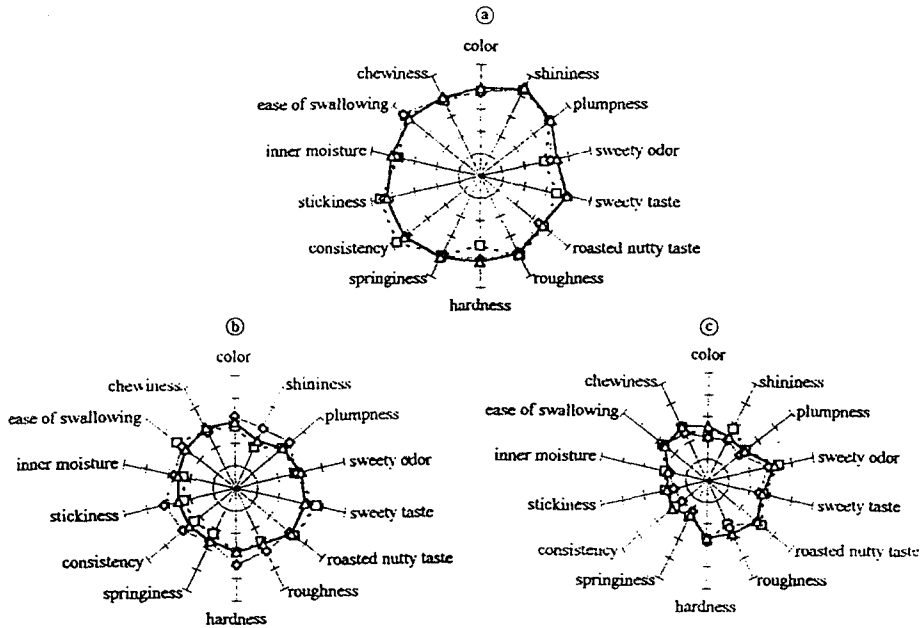 ⓐ
color
chewiness
shininess
ease of swallowing
plumpness
inner moisture
sweety odor
stickiness
sweety taste
consistency
roasted nutty taste
springiness
roughness
hardness
ⓑ
color
chewiness
shininess
ease of swallowing
plumpness
inner moisture
sweety odor
stickiness
sweety taste
consistency
roasted nutty taste
springiness
roughness
hardness
ⓒ
color
chewiness
shininess
ease of swallowing
plumpness
inner moisture
sweety odor
stickiness
sweety taste
consistency
roasted nutty taste
springiness
roughness
hardness